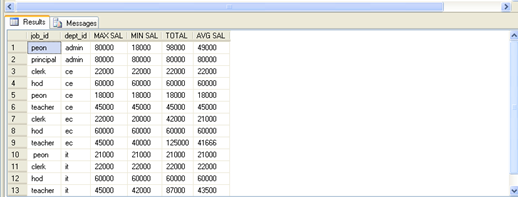 Results Messages
job_id dept_id MAX SAL MIN SAL TOTAL AVG SAL
1 peon admin 80000 18000 98000 49000
2 principal admin 80000 80000 80000 80000
3 clerk ce 22000 22000 22000 22000
4 hod ce 60000 60000 60000 60000
5 peon ce 18000 18000 18000 18000
6 teacher ce 45000 45000 45000 45000
7 clerk ec 22000 20000 42000 21000
8 hod ec 60000 60000 60000 60000
9 teacher ec 45000 40000 125000 41666
10 peon it 21000 21000 21000 21000
11 clerk it 22000 22000 22000 22000
12 hod it 60000 60000 60000 60000
13 teacher it 45000 42000 87000 43500